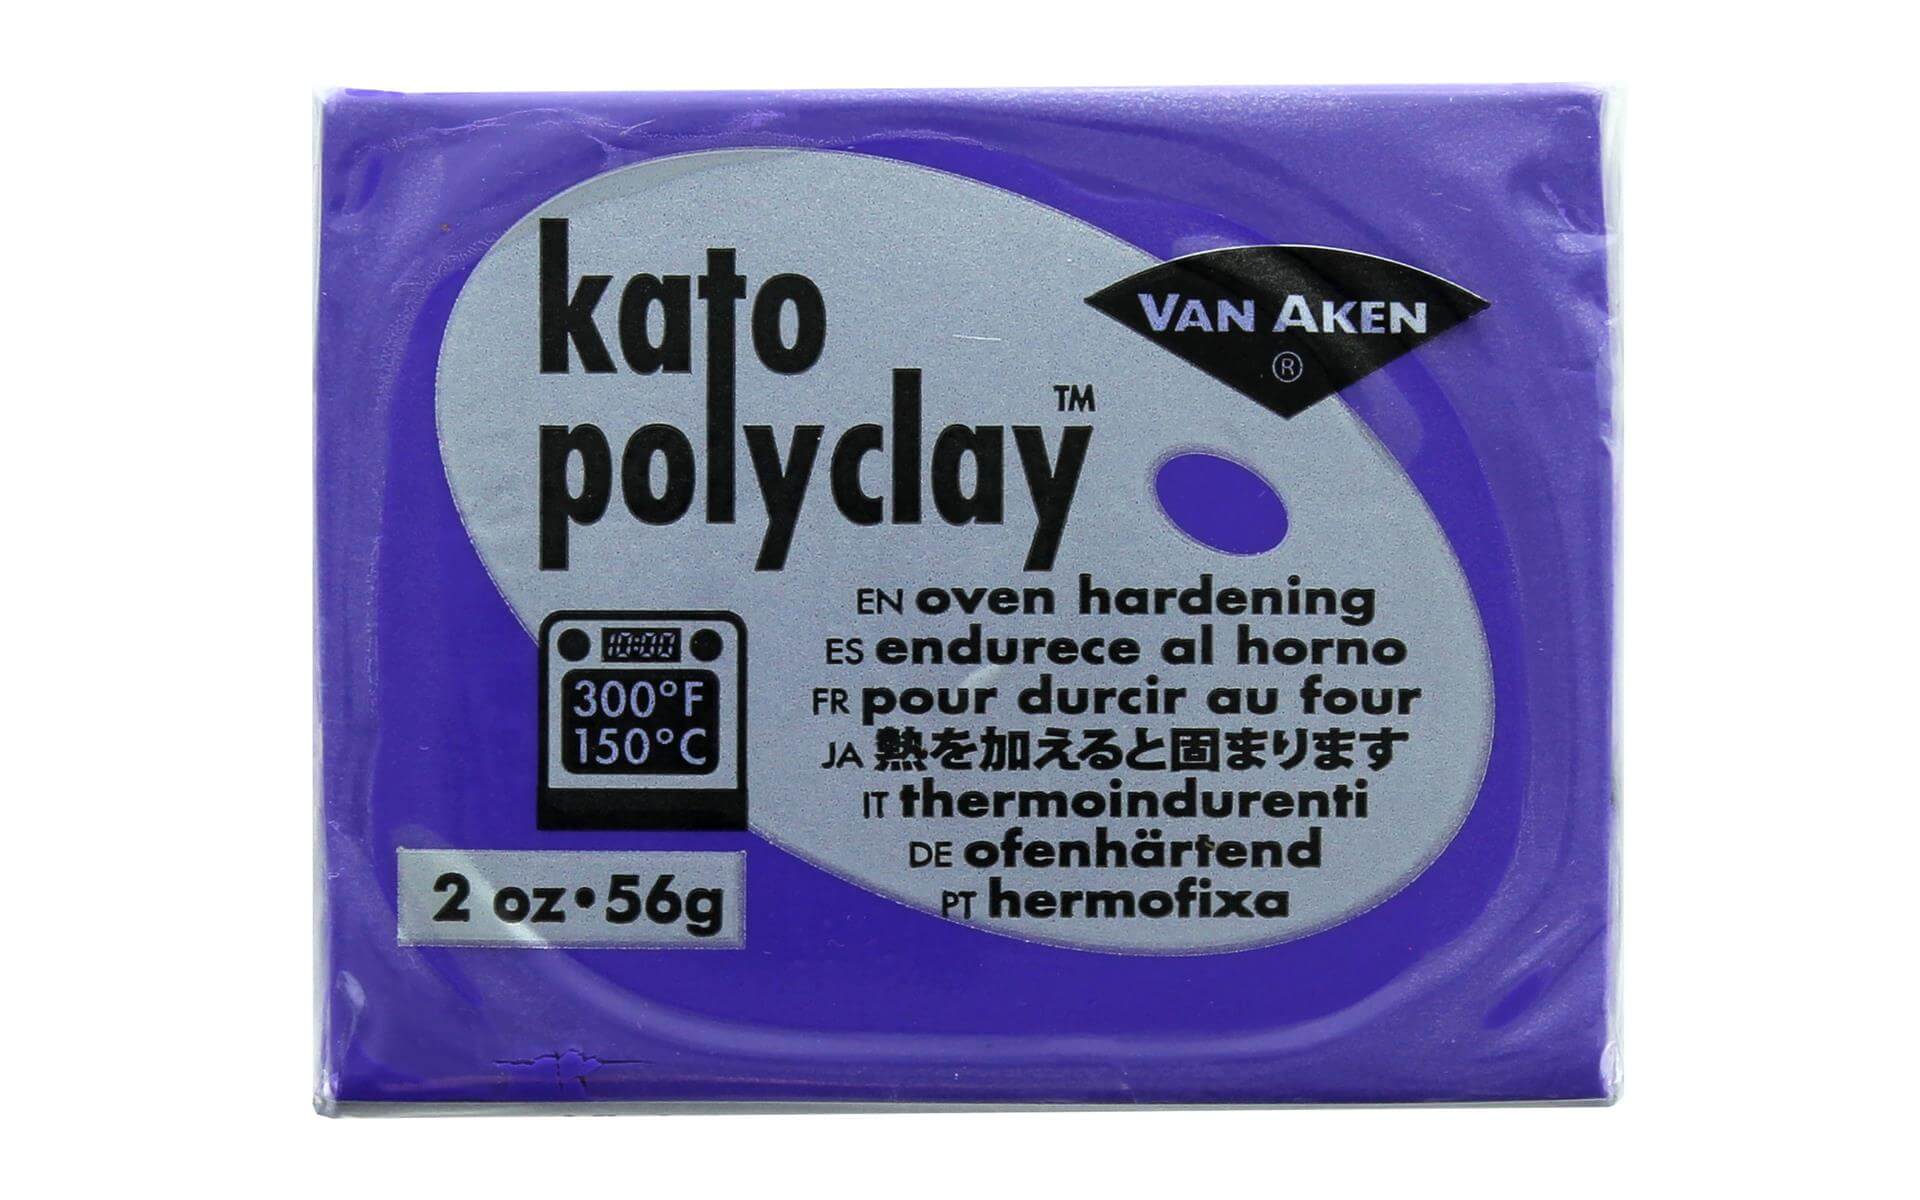 kato
polyclay™
VAN AKEN
®
EN oven hardening
ES endurece al horno
FR pour durcir au four
JA 熱を加えると固まります
IT thermoindurenti
DE ofenhärtend
PT hermofixa
10:00
300°F
150°C
2 oz•56g